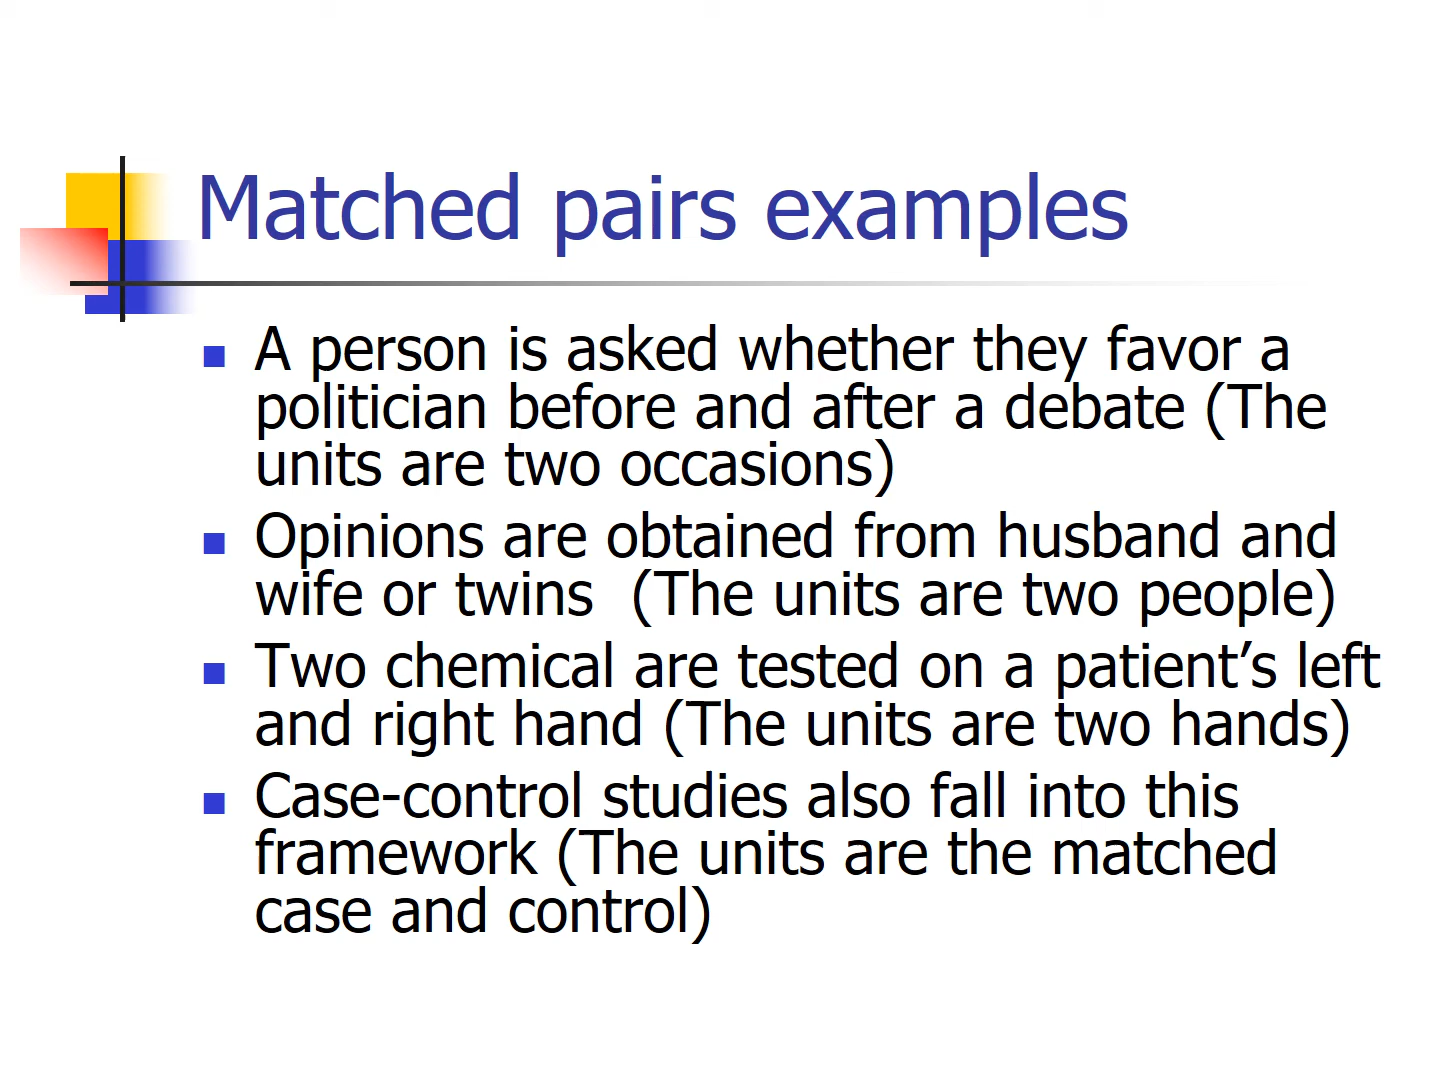 Matched pairs examples
A person is asked whether they favor a
politician before and after a debate (The
units are two occasions)
Opinions are obtained from husband and
wife or twins  (The units are two people)
Two chemical are tested on a patient’s left
and right hand (The units are two hands)
Case-control studies also fall into this
framework (The units are the matched
case and control)